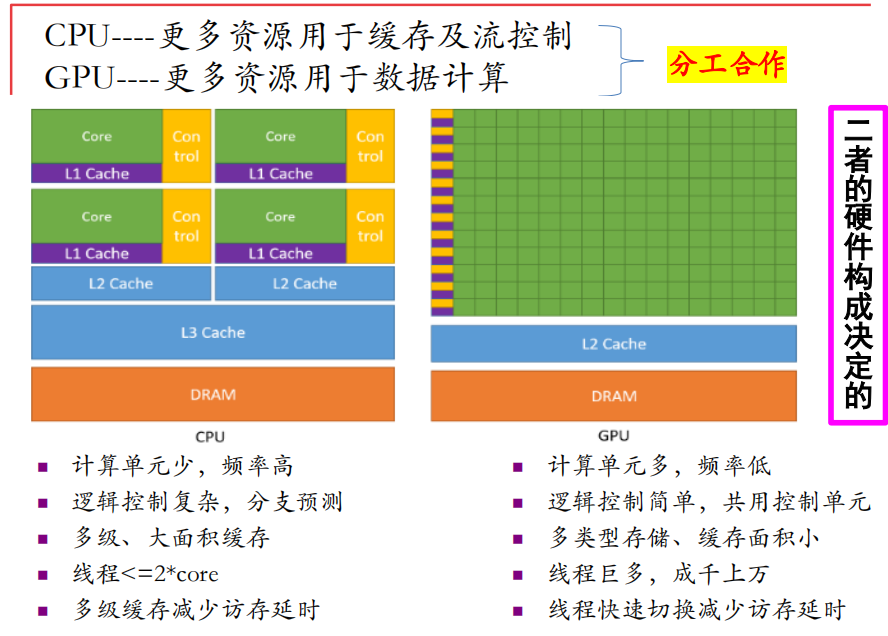 CPU----更多资源用于缓存及流控制
GPU----更多资源用于数据计算
分工合作
Core
Con
trol
L1 Cache
Core
Con
trol
L1 Cache
Core
Con
trol
L1 Cache
Core
Con
trol
L1 Cache
L2 Cache
L2 Cache
L3 Cache
DRAM
CPU
L2 Cache
DRAM
GPU
二者的硬件构成决定的
■ 计算单元少，频率高
■ 逻辑控制复杂，分支预测
■ 多级、大面积缓存
■ 线程<=2*core
■ 多级缓存减少访存延时
■ 计算单元多，频率低
■ 逻辑控制简单，共用控制单元
■ 多类型存储、缓存面积小
■ 线程巨多，成千上万
■ 线程快速切换减少访存延时